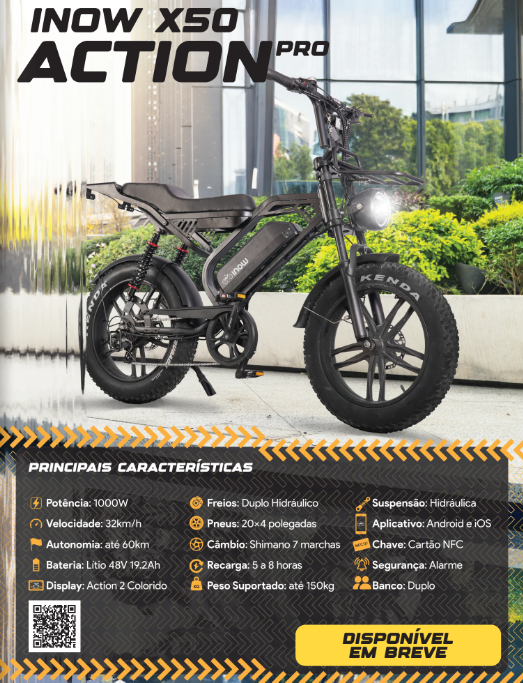 INOW X50
ACTION PRO
inow
KENDA
KENDA
PRINCIPAIS CARACTERÍSTICAS
Potência: 1000W
Velocidade: 32km/h
Autonomia: até 60km
Bateria: Lítio 48V 19.2Ah
Display: Action 2 Colorido
Freios: Duplo Hidráulico
Pneus: 20×4 polegadas
Câmbio: Shimano 7 marchas
Recarga: 5 a 8 horas
Peso Suportado: até 150kg
Suspensão: Hidráulica
Aplicativo: Android e iOS
Chave: Cartão NFC
Segurança: Alarme
Banco: Duplo
DISPONÍVEL
EM BREVE